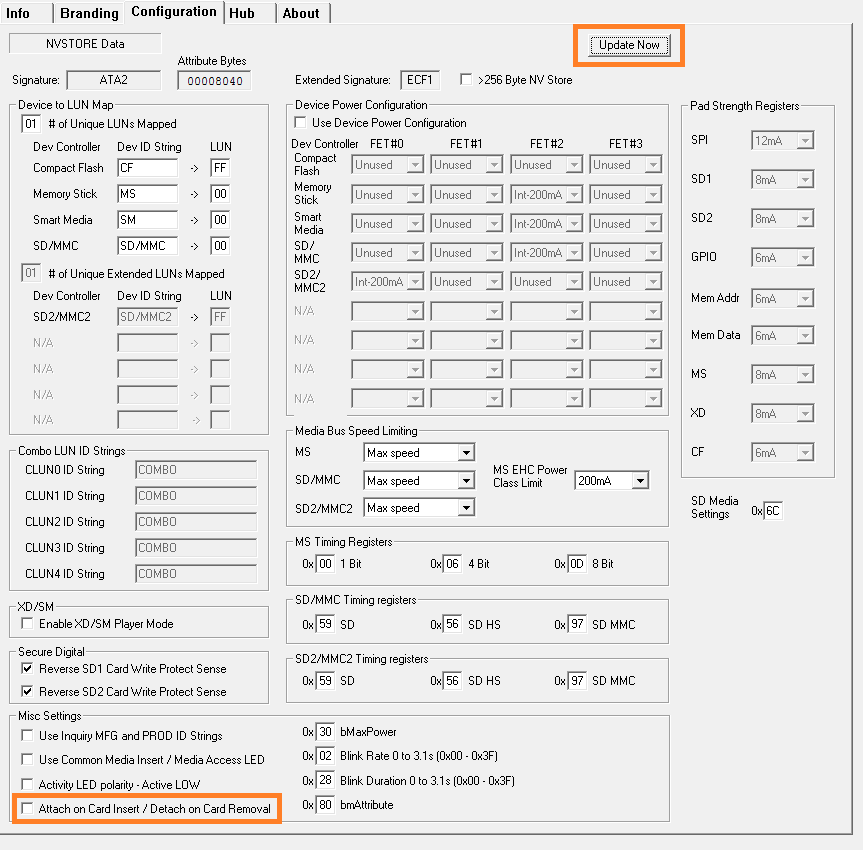 Info Branding Configuration Hub About
NVSTORE Data
Update Now
Attribute Bytes
Signature: ATA2 00008040 Extended Signature: ECF1 >256 Byte NV Store
Device to LUN Map
01 # of Unique LUNs Mapped
Dev Controller Dev ID String LUN
Compact Flash CF -> FF
Memory Stick MS -> 00
Smart Media SM -> 00
SD/MMC SD/MMC -> 00
01 # of Unique Extended LUNs Mapped
Dev Controller Dev ID String LUN
SD2/MMC2 SD/MMC2 -> FF
N/A ->
N/A ->
N/A ->
N/A ->
Combo LUN ID Strings
CLUN0 ID String COMBO
CLUN1 ID String COMBO
CLUN2 ID String COMBO
CLUN3 ID String COMBO
CLUN4 ID String COMBO
XD/SM
Enable XD/SM Player Mode
Secure Digital
Reverse SD1 Card Write Protect Sense
Reverse SD2 Card Write Protect Sense
Device Power Configuration
Use Device Power Configuration
Dev Controller FET#0 FET#1 FET#2 FET#3
Compact
Flash Unused Unused Unused Unused
Memory
Stick Unused Unused Int-200mA Unused
Smart
Media Unused Unused Int-200mA Unused
SD/
MMC Unused Unused Int-200mA Unused
SD2/
MMC2 Int-200mA Unused Unused Unused
N/A
N/A
N/A
N/A
Media Bus Speed Limiting
MS Max speed
SD/MMC Max speed
SD2/MMC2 Max speed
MS EHC Power
Class Limit 200mA
MS Timing Registers
0x 00 1 Bit 0x 06 4 Bit 0x 0D 8 Bit
SD/MMC Timing registers
0x 59 SD 0x 56 SD HS 0x 97 SD MMC
SD2/MMC2 Timing registers
0x 59 SD 0x 56 SD HS 0x 97 SD MMC
Pad Strength Registers
SPI 12mA
SD1 8mA
SD2 8mA
GPIO 6mA
Mem Addr 6mA
Mem Data 6mA
MS 8mA
XD 8mA
CF 6mA
SD Media
Settings 0x 6C
Misc Settings
Use Inquiry MFG and PROD ID Strings 0x 30 bMaxPower
Use Common Media Insert / Media Access LED 0x 02 Blink Rate 0 to 3.1s (0x00 - 0x3F)
Activity LED polarity - Active LOW 0x 28 Blink Duration 0 to 3.1s (0x00 - 0x3F)
Attach on Card Insert / Detach on Card Removal 0x 80 bmAttribute